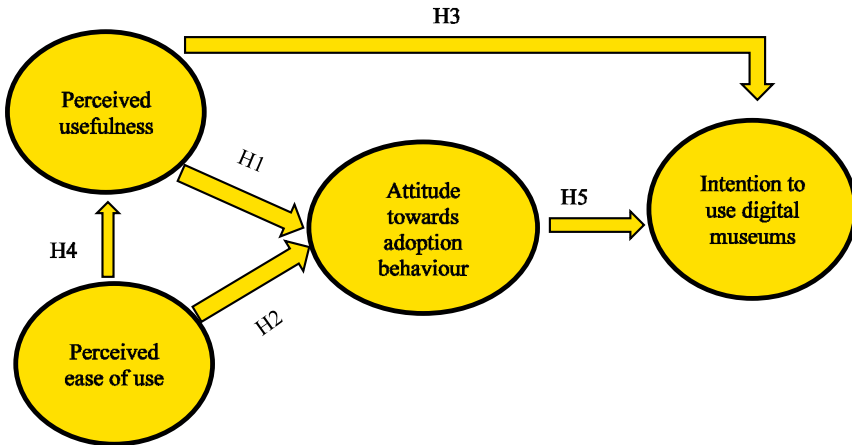 H3
Perceived
usefulness
H1
Attitude
towards
adoption
behaviour
H5
Intention to
use digital
museums
H4
H2
Perceived
ease of use